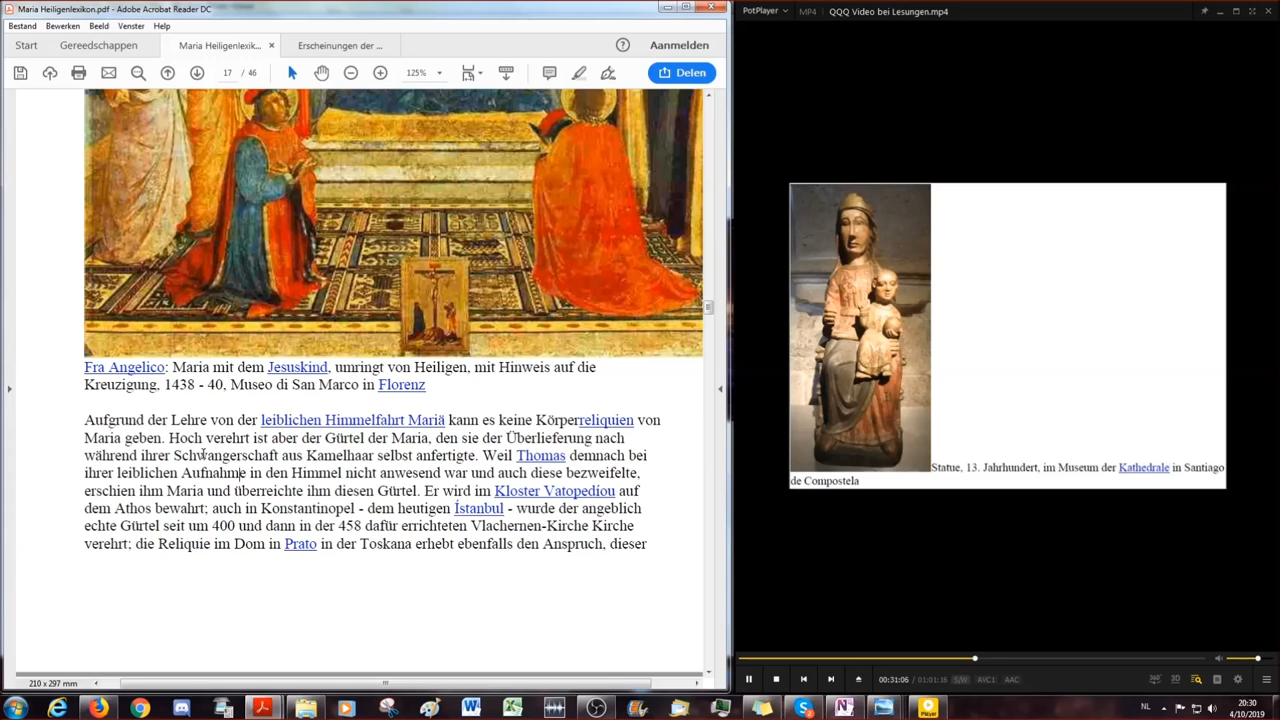 Maria Heiligenlexikon.pdf - Adobe Acrobat Reader DC
Bestand Bewerken Beeld Venster Help
Start Gereedschappen Maria Heiligenlexik... × Erscheinungen der ... Aanmelden
17 / 46 125% Delen
Fra Angelico: Maria mit dem Jesuskind, umringt von Heiligen, mit Hinweis auf die
Kreuzigung, 1438 - 40, Museo di San Marco in Florenz
Aufgrund der Lehre von der leiblichen Himmelfahrt Mariä kann es keine Körperreliquien von
Maria geben. Hoch verehrt ist aber der Gürtel der Maria, den sie der Überlieferung nach
während ihrer Schwangerschaft aus Kamelhaar selbst anfertigte. Weil Thomas demnach bei
ihrer leiblichen Aufnahme in den Himmel nicht anwesend war und auch diese bezweifelte,
erschien ihm Maria und überreichte ihm diesen Gürtel. Er wird im Kloster Vatopedíou auf
dem Athos bewahrt; auch in Konstantinopel - dem heutigen Ístanbul - wurde der angeblich
echte Gürtel seit um 400 und dann in der 458 dafür errichteten Vlachernen-Kirche Kirche
verehrt; die Reliquie im Dom in Prato in der Toskana erhebt ebenfalls den Anspruch, dieser
210 x 297 mm
PotPlayer MP4 QQQ Video bei Lesungen.mp4
Statue, 13. Jahrhundert, im Museum der Kathedrale in Santiago
de Compostela
00:31:06 / 01:01:16 S/W AVC1 AAC
360° 3D
NL 20:30
4/10/2019